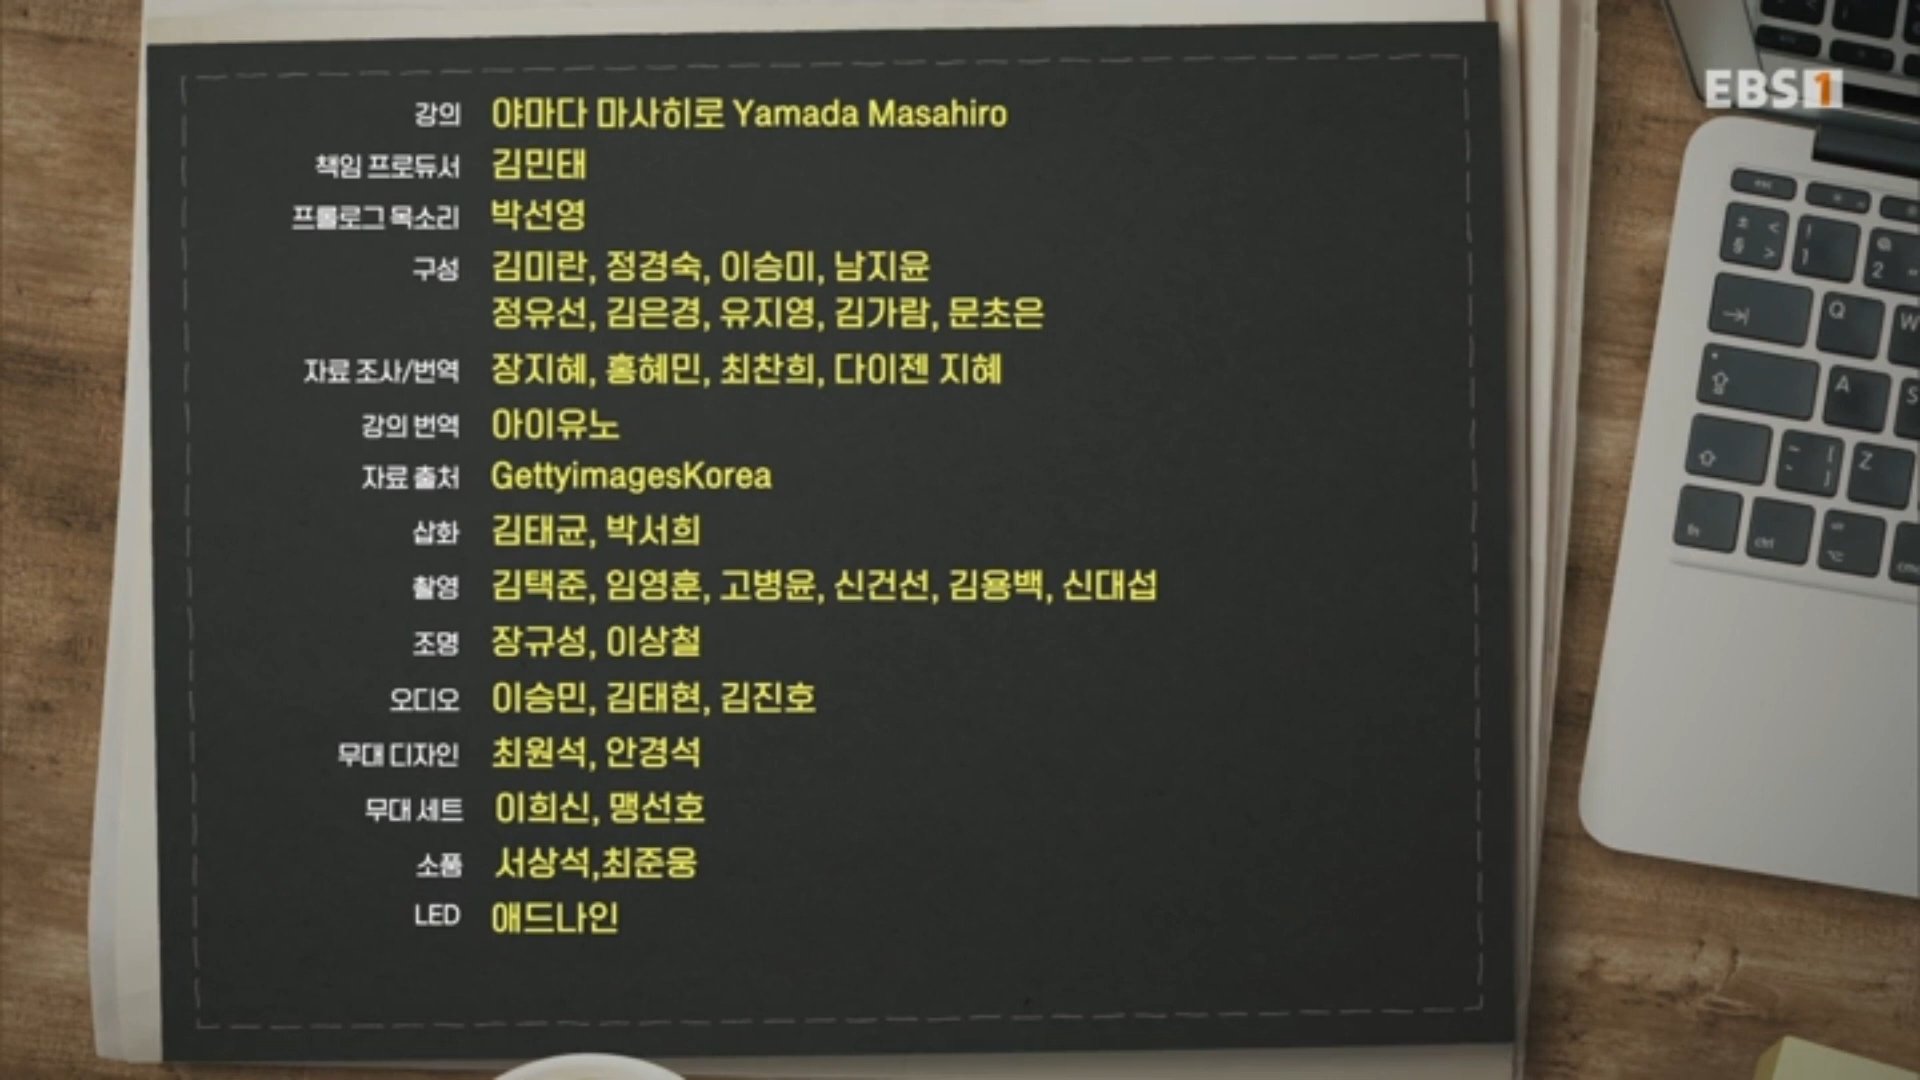 EBS 1
강의 야마다 마사히로 Yamada Masahiro
책임 프로듀서 김민태
프롤로그 목소리 박선영
구성 김미란, 정경숙, 이승미, 남지윤
정유선, 김은경, 유지영, 김가람, 문초은
자료 조사/번역 장지혜, 홍혜민, 최찬희, 다이젠 지혜
강의 번역 아이유노
자료 출처 GettyimagesKorea
삽화 김태균, 박서희
촬영 김택준, 임영훈, 고병윤, 신건선, 김용백, 신대섭
조명 장규성, 이상철
오디오 이승민, 김태현, 김진호
무대 디자인 최원석, 안경석
무대 세트 이희신, 맹선호
소품 서상석,최준웅
LED 애드나인
esc
1
2
Q
W
A
S
Z
fn
ctrl